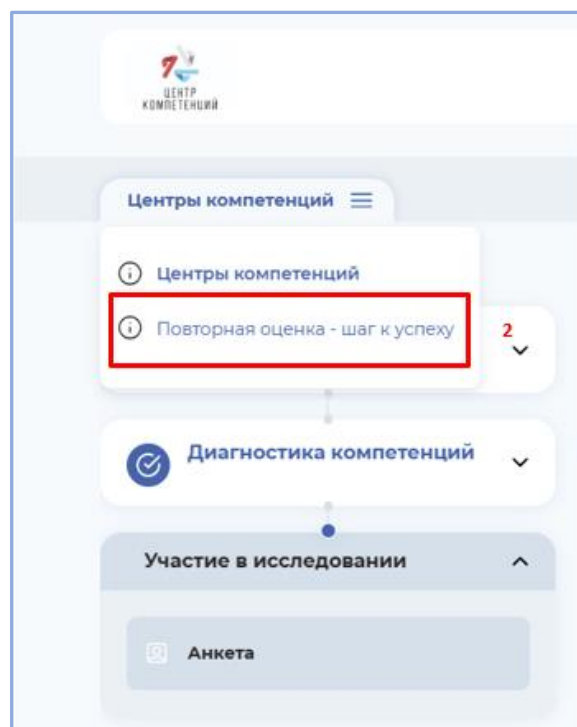 ЦЕНТР
КОМПЕТЕНЦИЙ
Центры компетенций
Центры компетенций
Повторная оценка - шаг к успеху
2
Диагностика компетенций
Участие в исследовании
Анкета